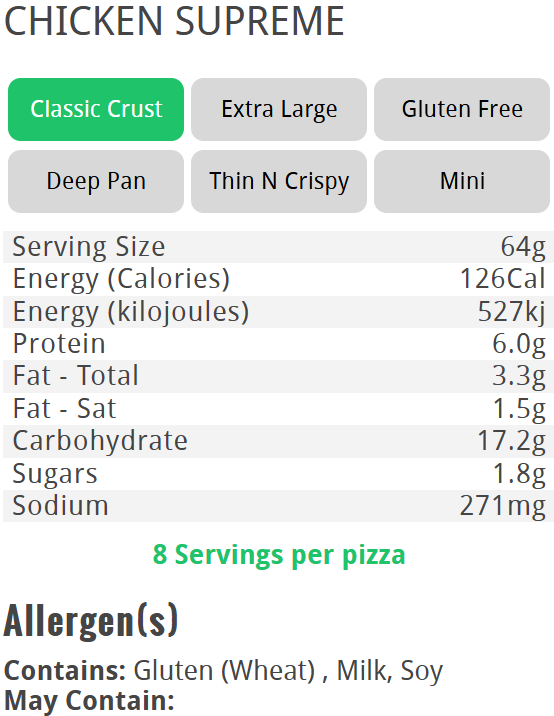 CHICKEN SUPREME
Classic Crust
Extra Large
Gluten Free
Deep Pan
Thin N Crispy
Mini
Serving Size 64g
Energy (Calories) 126Cal
Energy (kilojoules) 527kj
Protein 6.0g
Fat - Total 3.3g
Fat - Sat 1.5g
Carbohydrate 17.2g
Sugars 1.8g
Sodium 271mg
8 Servings per pizza
Allergen(s)
Contains: Gluten (Wheat) , Milk, Soy
May Contain: